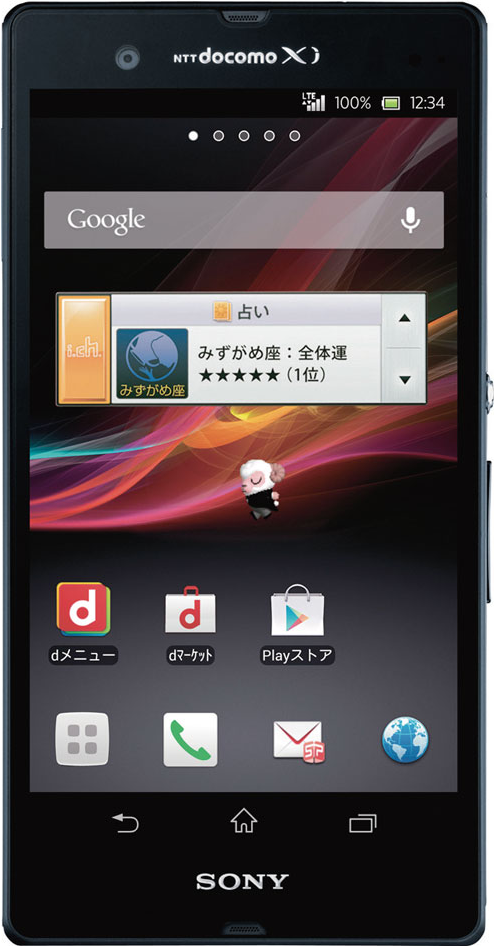 NTT docomo Xi
LTE 100% 12:34
Google
i.ch.
占い
みずがめ座
みずがめ座：全体運
★★★★★（1位）
d
d
dメニュー
dマーケット
Playストア
SONY